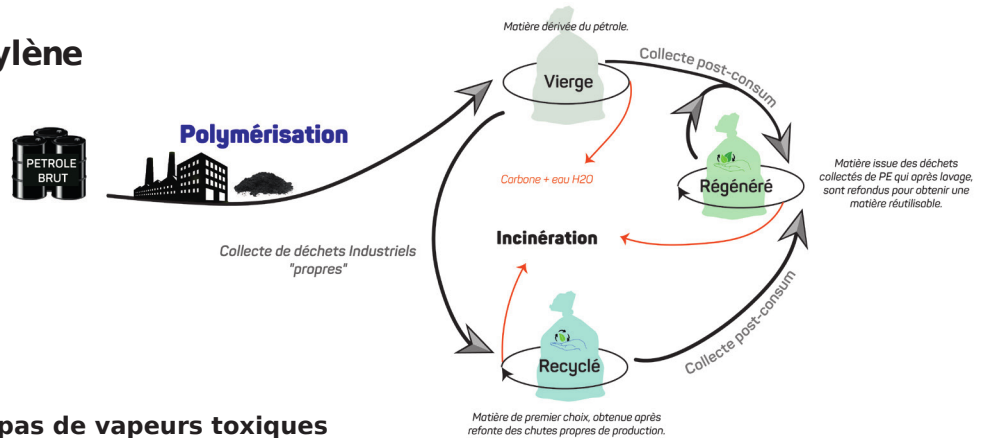 Matière dérivée du pétrole.
ylène
Vierge
Collecte post-consum
Polymérisation
PETROLE
BRUT
Carbone + eau H2O
Régénéré
Matière issue des déchets
collectés de PE qui après lavage,
sont refondus pour obtenir une
matière réutilisable.
Collecte de déchets Industriels
"propres"
Incinération
Recyclé
Collecte post-consum
Matière de premier choix, obtenue après
refonte des chutes propres de production.
pas de vapeurs toxiques